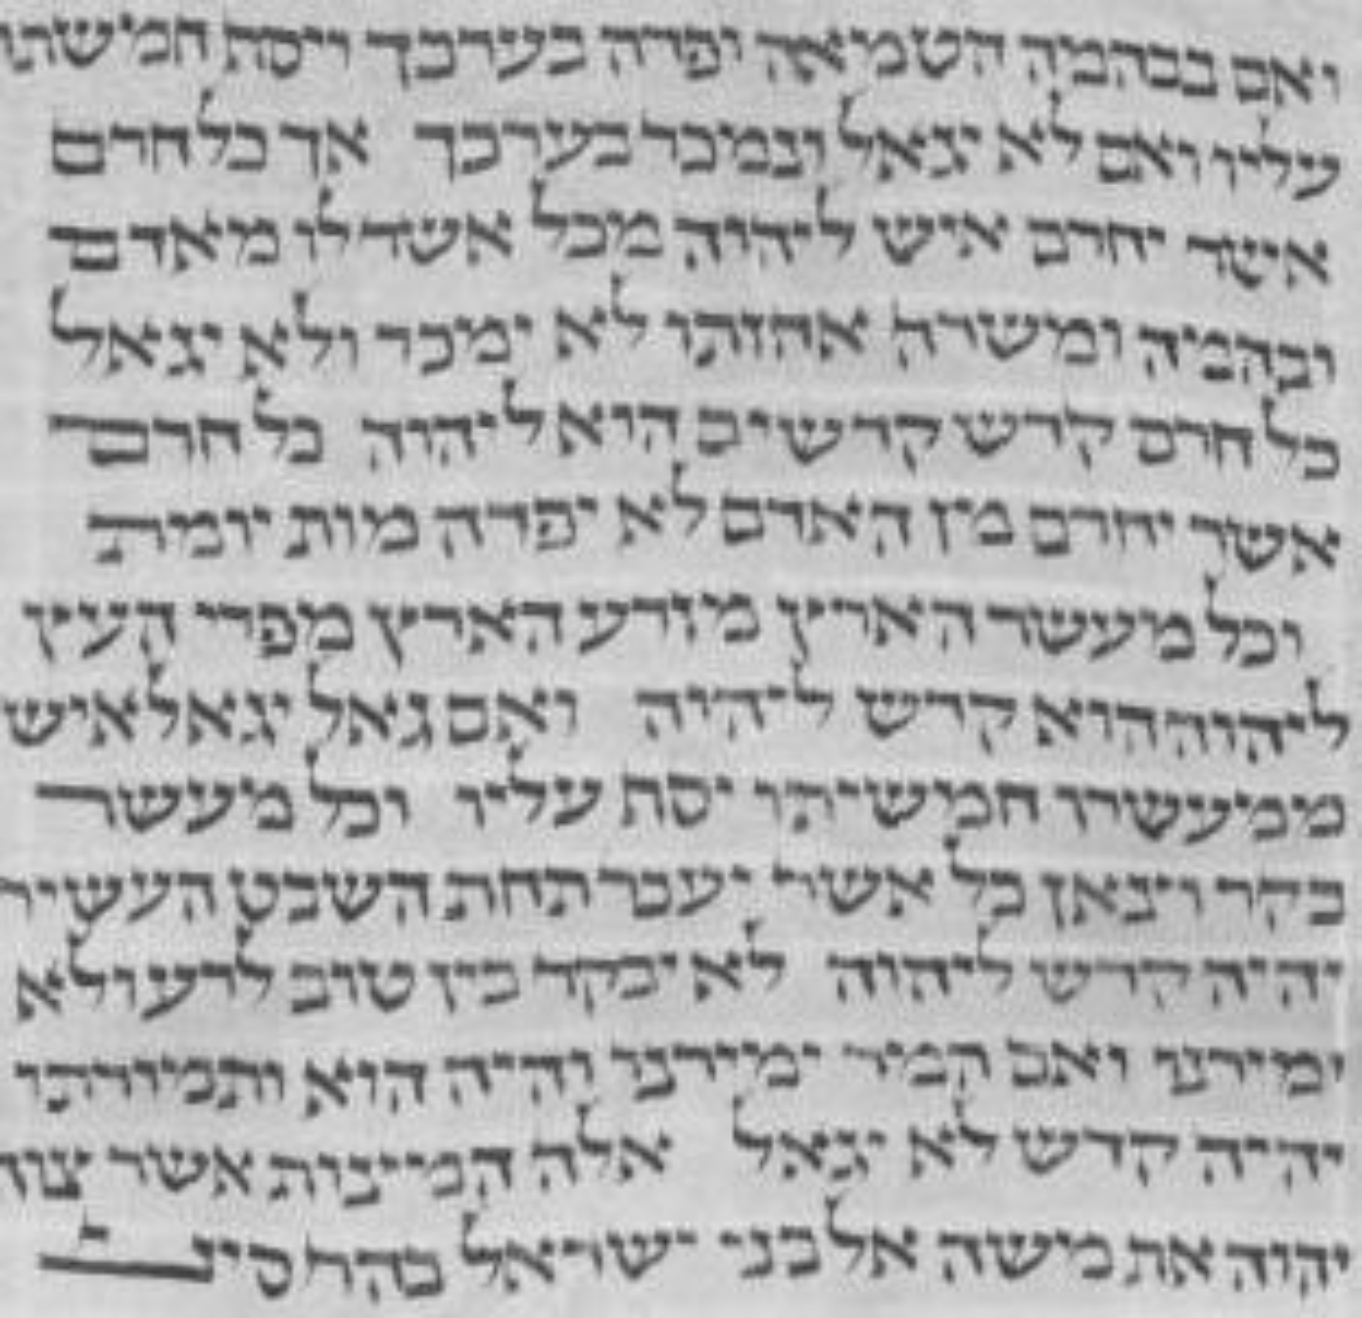 ואם בבהמה הטמאה ופדה בערכך ויסף חמישתו
עליו ואם לא יגאל ונמכר בערכך אך כל חרם
אשר יחרם איש ליהוה מכל אשר לו מאדם
ובהמה ומשדה אחזתו לא ימכר ולא יגאל
כל חרם קדש קדשים הוא ליהוה כל חרם
אשר יחרם מן האדם לא יפדה מות יומת
וכל מעשר הארץ מזרע הארץ מפרי העץ
ליהוה הוא קדש ליהוה ואם גאל יגאל איש
ממעשרו חמישיתו יסף עליו וכל מעשר
בקר וצאן כל אשר יעבר תחת השבט העשירי
יהיה קדש ליהוה לא יבקר בין טוב לרע ולא
ימירנו ואם המר ימירנו והיה הוא ותמורתו
יהיה קדש לא יגאל אלה המצות אשר צוה
יהוה את משה אל בני ישראל בהר סיני